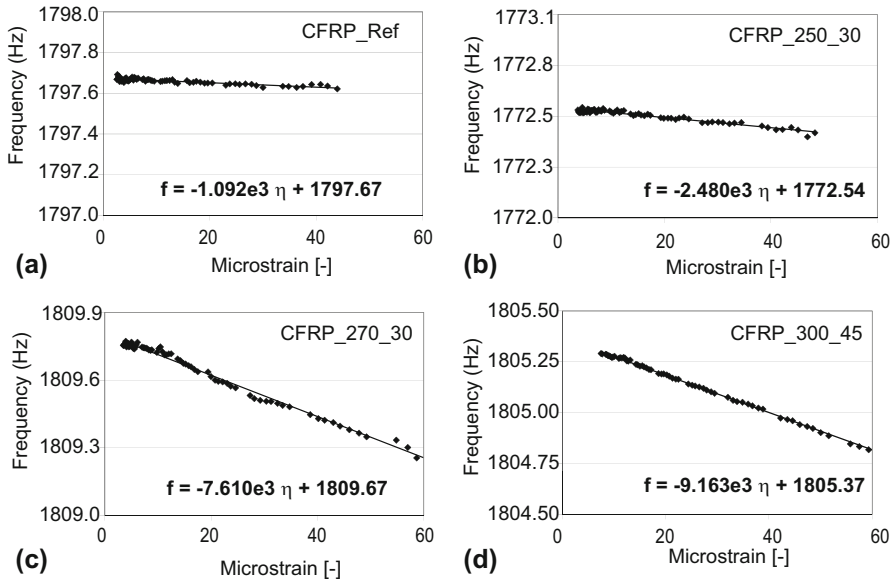 1798.0
1797.8
1797.6
1797.4
1797.0
Frequency (Hz)
CFRP_Ref
f = -1.092e3 η + 1797.67
0 20 40 60
Microstrain [-]
(a)
1773.1
1772.8
1772.5
1772.3
1772.0
Frequency (Hz)
CFRP_250_30
f = -2.480e3 η + 1772.54
0 20 40 60
Microstrain [-]
(b)
1809.9
1809.6
1809.3
1809.0
Frequency (Hz)
CFRP_270_30
f = -7.610e3 η + 1809.67
0 20 40 60
Microstrain [-]
(c)
1805.50
1805.25
1805.00
1804.75
1804.50
Frequency (Hz)
CFRP_300_45
f = -9.163e3 η + 1805.37
0 20 40 60
Microstrain [-]
(d)